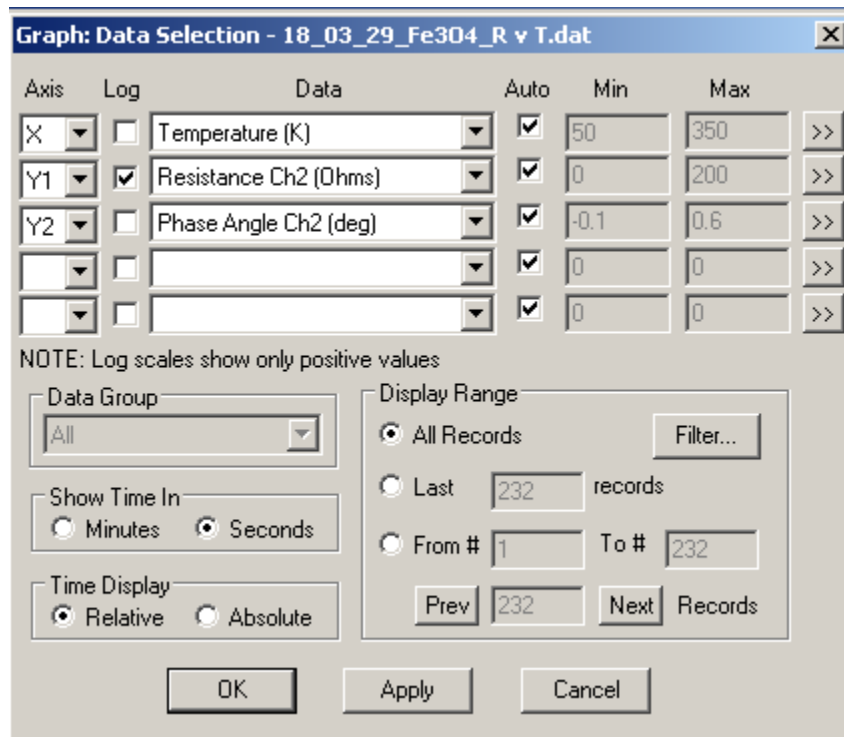 Graph: Data Selection - 18_03_29_Fe3O4_R v T.dat
Axis Log Data Auto Min Max
X Temperature (K) 50 350 >>
Y1 Resistance Ch2 (Ohms) 0 200 >>
Y2 Phase Angle Ch2 (deg) -0.1 0.6 >>
0 0 >>
0 0 >>
NOTE: Log scales show only positive values
Data Group
All
Show Time In
Minutes Seconds
Time Display
Relative Absolute
Display Range
All Records Filter...
Last 232 records
From # 1 To # 232
Prev 232 Next Records
OK Apply Cancel